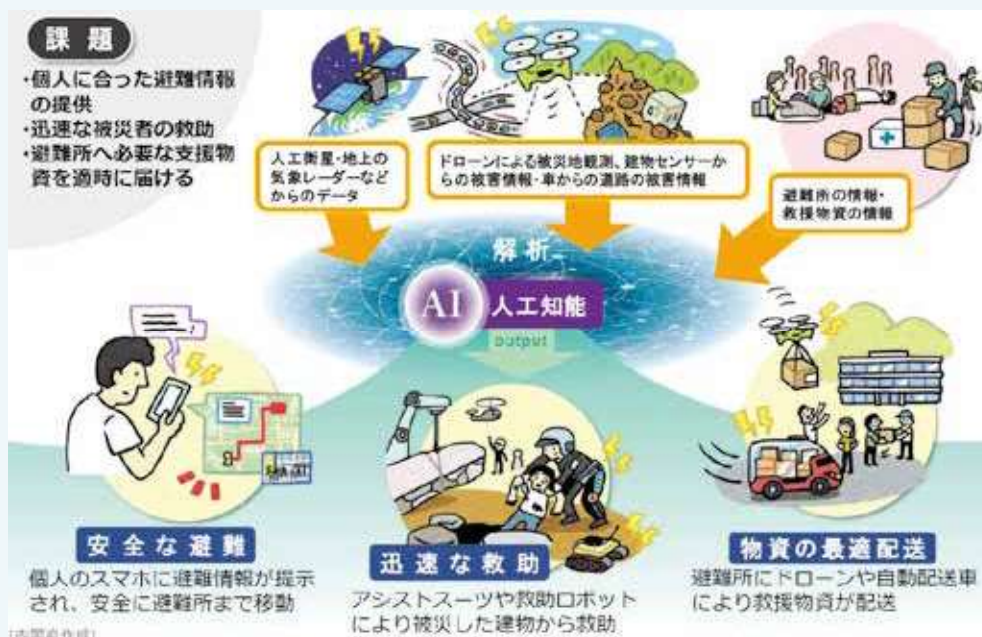 課題
・個人に合った避難情報
の提供
・迅速な被災者の救助
・避難所へ必要な支援物
資を適時に届ける
人工衛星・地上の
気象レーダーなど
からのデータ
ドローンによる被災地観測、建物センサーか
らの被害情報・車からの道路の被害情報
避難所の情報・
救援物資の情報
解析
AI 人工知能
output
安全な避難
個人のスマホに避難情報が提示
され、安全に避難所まで移動
迅速な救助
アシストスーツや救助ロボット
により被災した建物から救助
物資の最適配送
避難所にドローンや自動配送車
により救援物資が配送